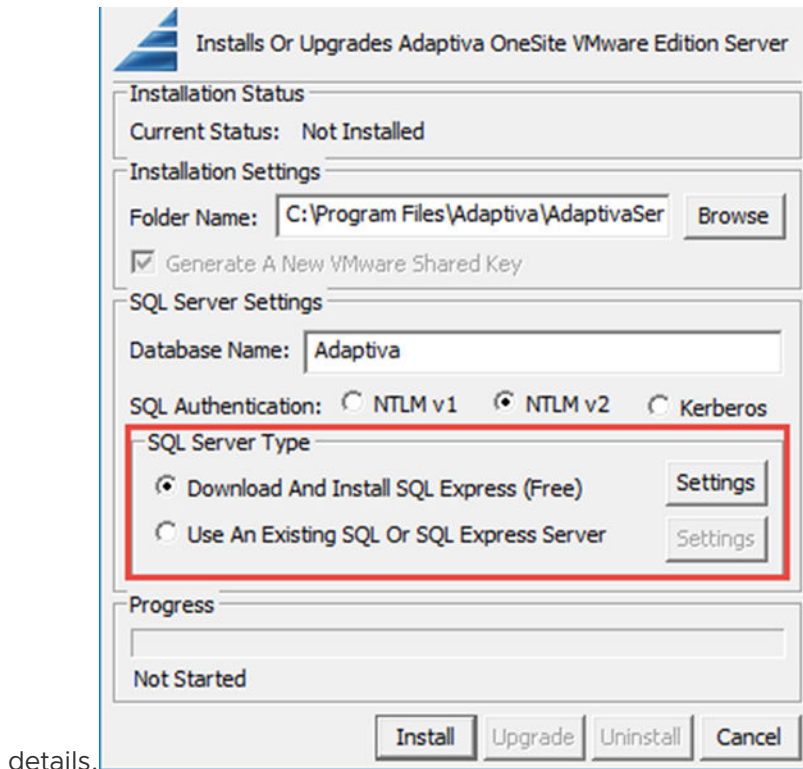 Installs Or Upgrades Adaptiva OneSite VMware Edition Server
Installation Status
Current Status: Not Installed
Installation Settings
Folder Name: C:\Program Files\Adaptiva\AdaptivaSer Browse
Generate A New VMware Shared Key
SQL Server Settings
Database Name: Adaptiva
SQL Authentication: NTLM v1 NTLM v2 Kerberos
SQL Server Type
Download And Install SQL Express (Free) Settings
Use An Existing SQL Or SQL Express Server Settings
Progress
Not Started
Install Upgrade Uninstall Cancel
details.